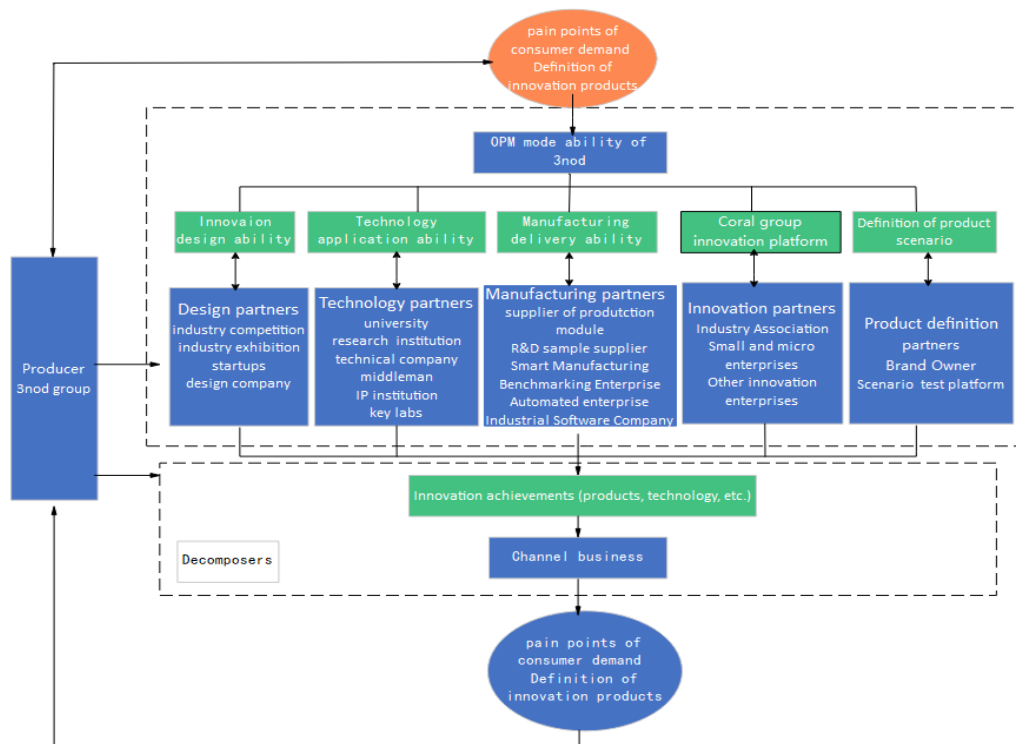 pain points of
consumer demand
Definition of
innovation products
OPM mode ability of
3nod
Innovaion
design ability
Technology
application ability
Manufacturing
delivery ability
Coral group
innovation platform
Definition of product
scenario
Producer
3nod group
Design partners
industry competition
industry exhibition
startups
design company
Technology partners
university
research institution
technical company
middleman
IP institution
key labs
Manufacturing partners
supplier of production
module
R&D sample supplier
Smart Manufacturing
Benchmarking Enterprise
Automated enterprise
Industrial Software Company
Innovation partners
Industry Association
Small and micro
enterprises
Other innovation
enterprises
Product definition
partners
Brand Owner
Scenario test platform
Innovation achievements (products, technology, etc.)
Decomposers
Channel business
pain points of
consumer demand
Definition of
innovation products